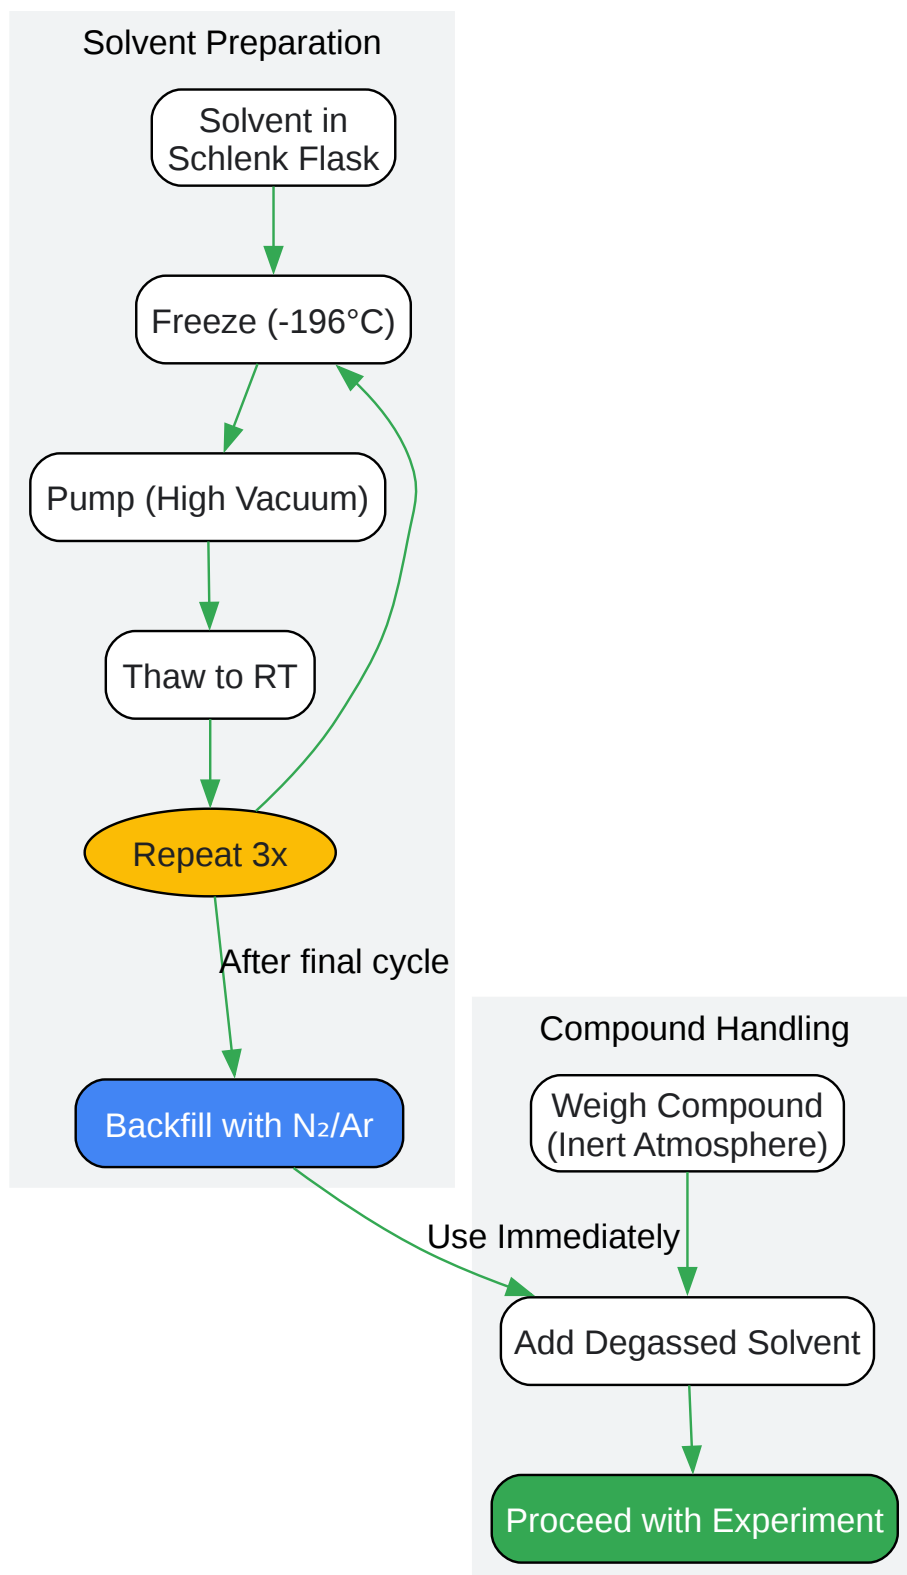 Solvent Preparation
Solvent in
Schlenk Flask
Freeze (-196°C)
Pump (High Vacuum)
Thaw to RT
Repeat 3x
After final cycle
Backfill with N₂/Ar
Compound Handling
Weigh Compound
(Inert Atmosphere)
Use Immediately
Add Degassed Solvent
Proceed with Experiment